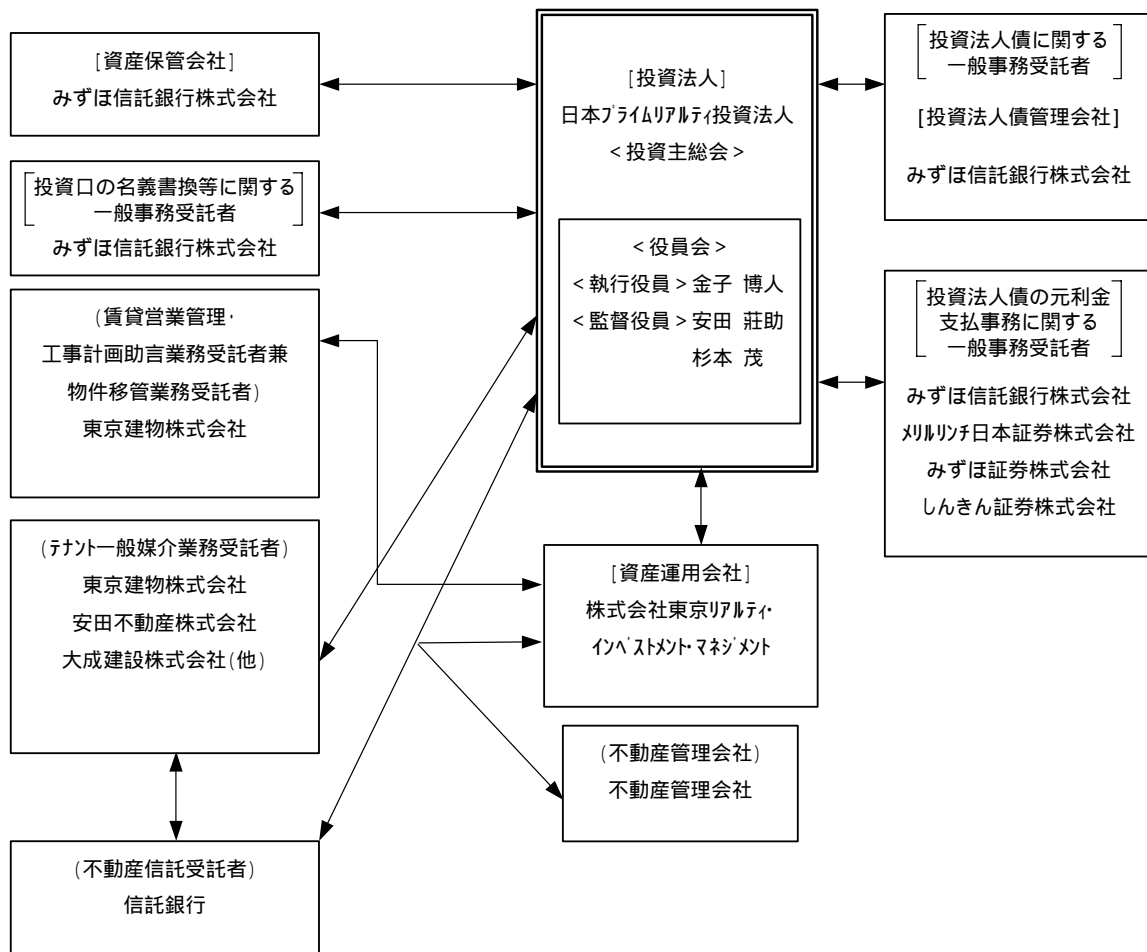 [資産保管会社]
みずほ信託銀行株式会社
投資口の名義書換等に関する
一般事務受託者
みずほ信託銀行株式会社
(賃貸営業管理・
工事計画助言業務受託者兼
物件移管業務受託者)
東京建物株式会社
(テナント一般媒介業務受託者)
東京建物株式会社
安田不動産株式会社
大成建設株式会社(他)
(不動産信託受託者)
信託銀行
[投資法人]
日本プライムリアルティ投資法人
<投資主総会>
<役員会>
<執行役員>金子 博人
<監督役員>安田 莊助
杉本 茂
[資産運用会社]
株式会社東京リアルティ・
インベストメント・マネジメント
(不動産管理会社)
不動産管理会社
投資法人債に関する
一般事務受託者
[投資法人債管理会社]
みずほ信託銀行株式会社
投資法人債の元利金
支払事務に関する
一般事務受託者
みずほ信託銀行株式会社
メリルリンチ日本証券株式会社
みずほ証券株式会社
しんきん証券株式会社